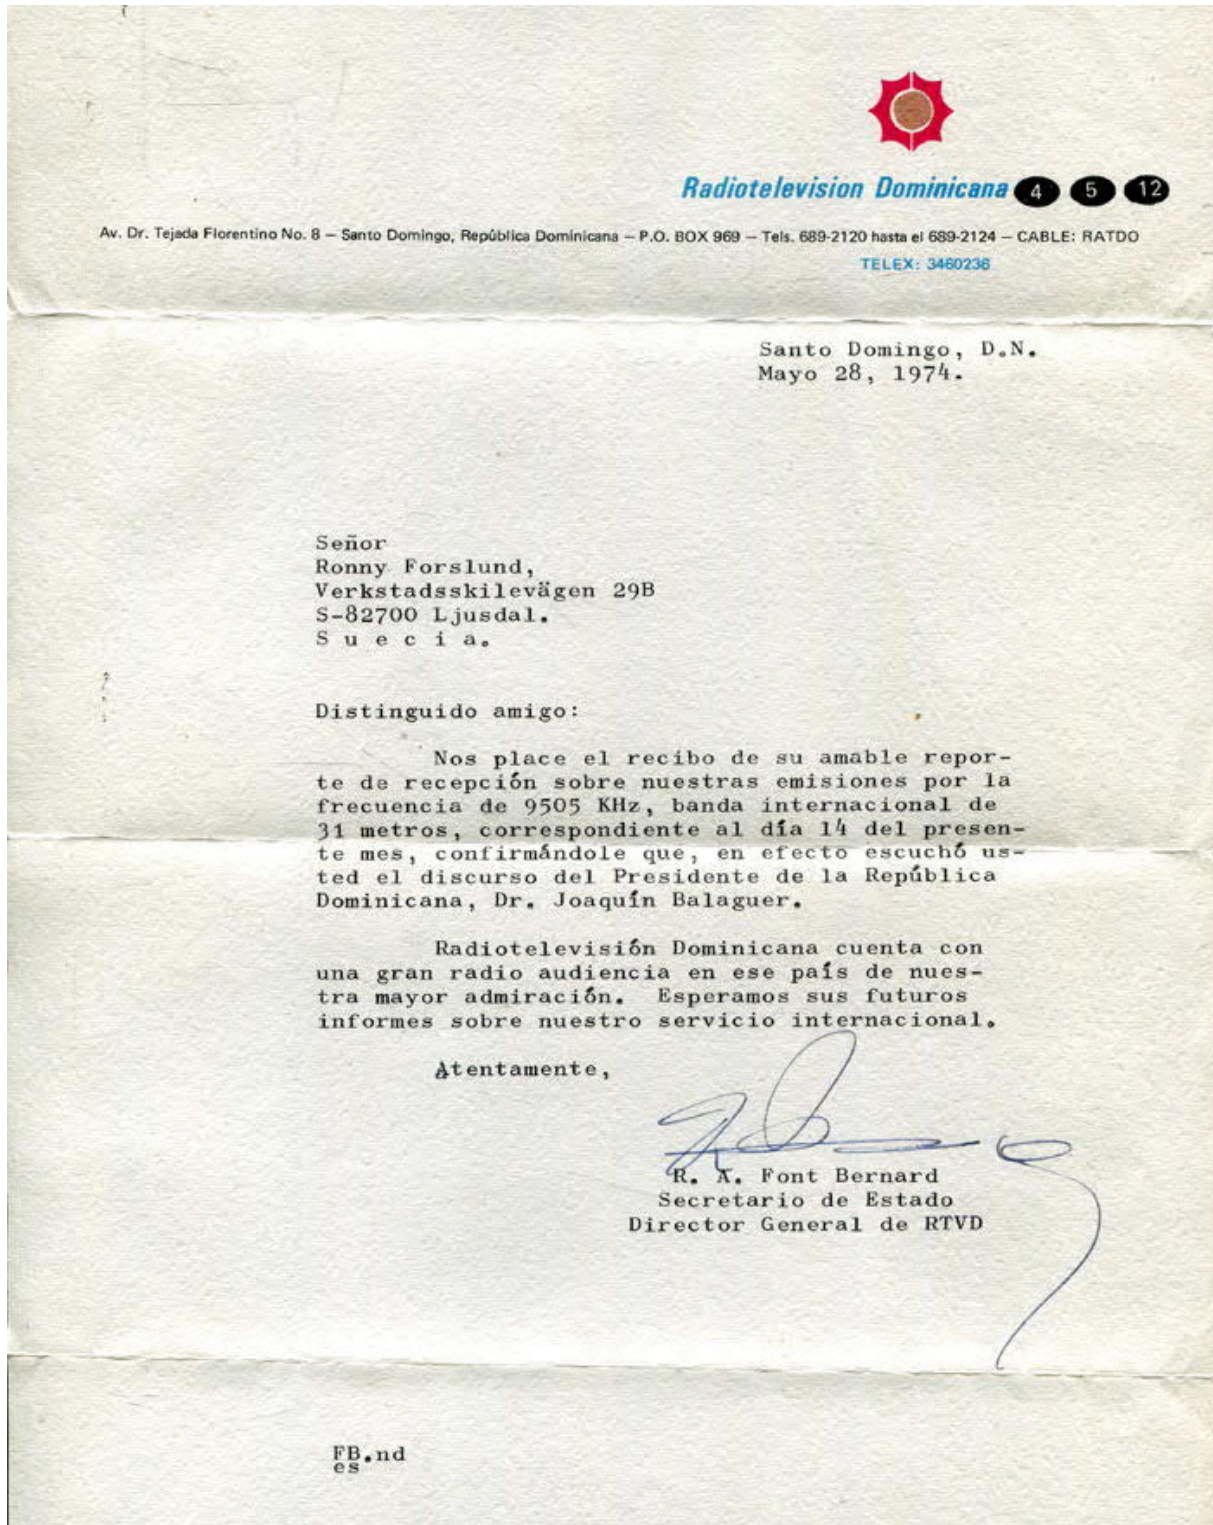 Radiotelevision Dominicana 4 5 12
Av. Dr. Tejada Florentino No. 8 — Santo Domingo, República Dominicana — P.O. BOX 969 — Tels. 689-2120 hasta el 689-2124 — CABLE: RATDO
TELEX: 3460236
Santo Domingo, D.N.
Mayo 28, 1974.
Señor
Ronny Forslund,
Verkstadsskilevägen 29B
S-82700 Ljusdal.
S u e c i a.
Distinguido amigo:
Nos place el recibo de su amable repor-
te de recepción sobre nuestras emisiones por la
frecuencia de 9505 KHz, banda internacional de
31 metros, correspondiente al día 14 del presen-
te mes, confirmándole que, en efecto escuchó us-
ted el discurso del Presidente de la República
Dominicana, Dr. Joaquín Balaguer.
Radiotelevisión Dominicana cuenta con
una gran radio audiencia en ese país de nues-
tra mayor admiración. Esperamos sus futuros
informes sobre nuestro servicio internacional.
Atentamente,
R. A. Font Bernard
Secretario de Estado
Director General de RTVD
FB.nd
es